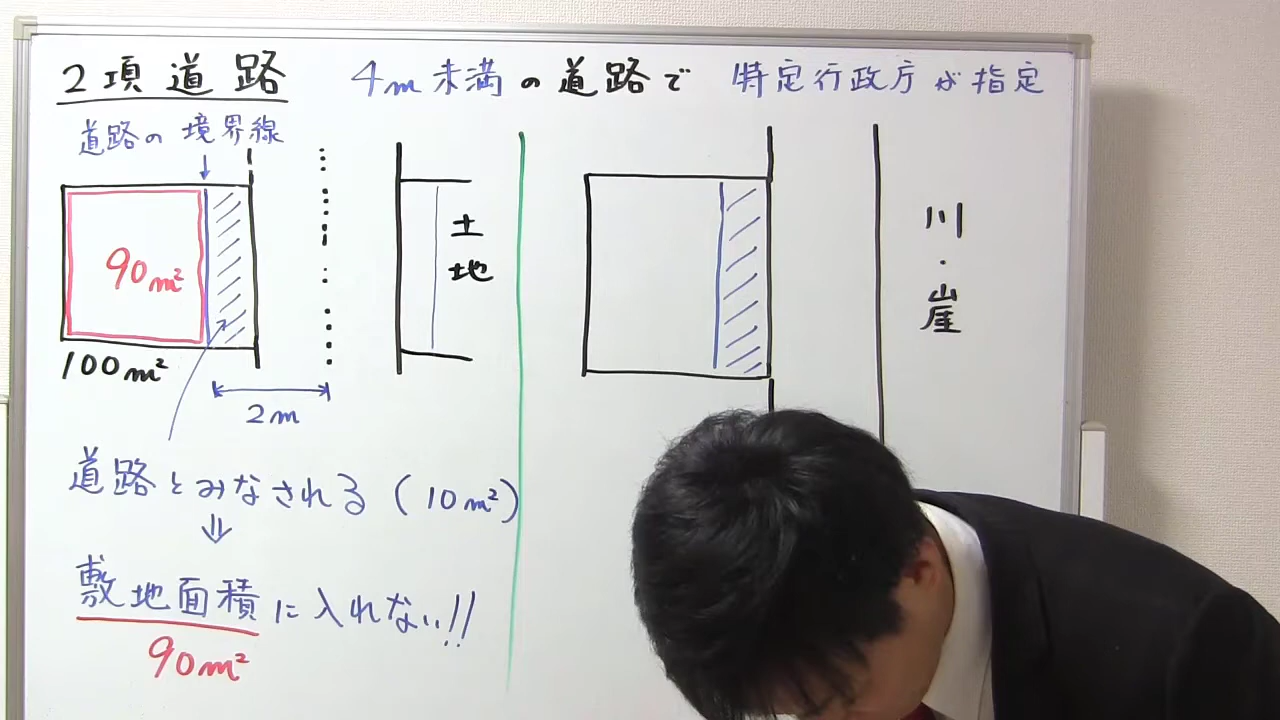 2項道路 4m未満の道路で 特定行政庁が指定
道路の境界線
90m²
100m²
2m
土地
川・崖
道路とみなされる(10m²)
⇓
敷地面積に入れない!!
90m²